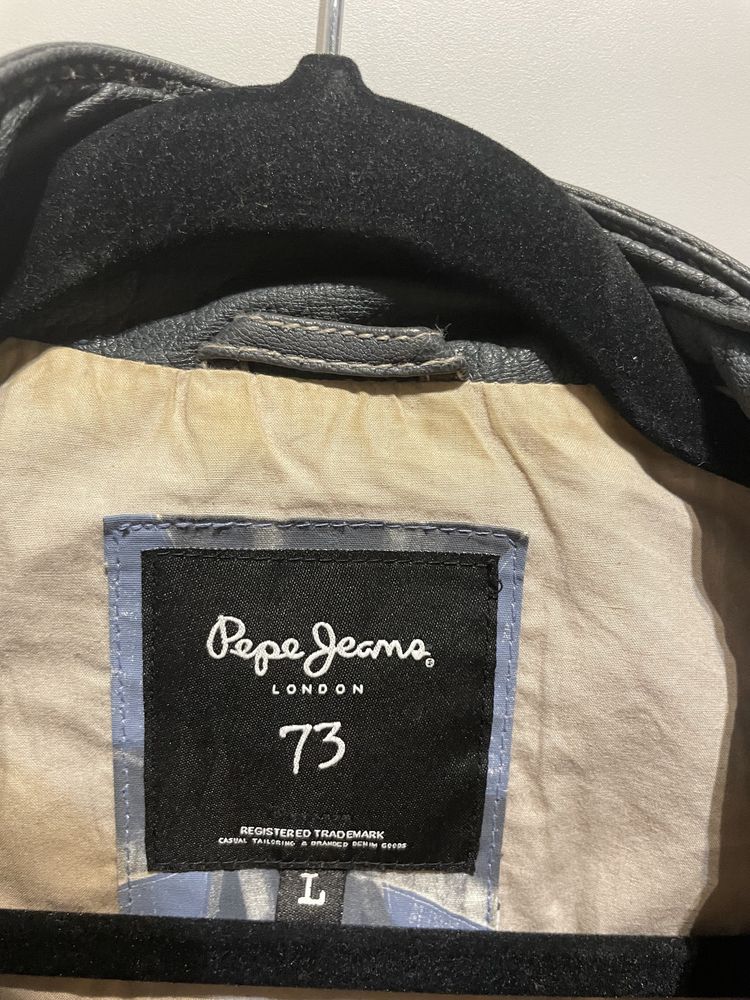 Pepe Jeans®
LONDON
73
REGISTERED TRADEMARK
CASUAL TAILORING & BRANDED DENIM GOODS
L